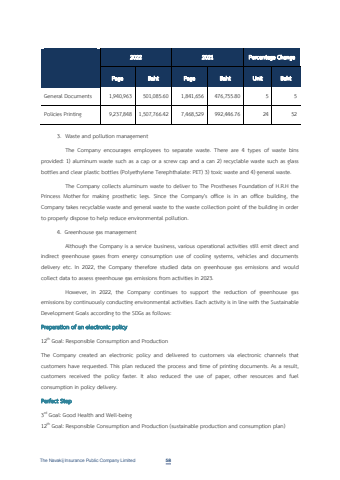 2022 2021 Percentage Change
Page Baht Page Baht Unit Baht
General Documents 1,940,963 501,085.60 1,841,656 476,755.80 5 5
Policies Printing 9,237,848 1,507,766.42 7,468,529 992,446.76 24 52
3. Waste and pollution management
The Company encourages employees to separate waste. There are 4 types of waste bins
provided: 1) aluminum waste such as a cap or a screw cap and a can 2) recyclable waste such as glass
bottles and clear plastic bottles (Polyethylene Terephthalate: PET) 3) toxic waste and 4) general waste.
The Company collects aluminum waste to deliver to The Prostheses Foundation of H.R.H the
Princess Mother for making prosthetic legs. Since the Company's office is in an office building, the
Company takes recyclable waste and general waste to the waste collection point of the building in order
to properly dispose to help reduce environmental pollution.
4. Greenhouse gas management
Although the Company is a service business, various operational activities still emit direct and
indirect greenhouse gases from energy consumption use of cooling systems, vehicles and documents
delivery etc. In 2022, the Company therefore studied data on greenhouse gas emissions and would
collect data to assess greenhouse gas emissions from activities in 2023.
However, in 2022, the Company continues to support the reduction of greenhouse gas
emissions by continuously conducting environmental activities. Each activity is in line with the Sustainable
Development Goals according to the SDGs as follows:
Preparation of an electronic policy
12th Goal: Responsible Consumption and Production
The Company created an electronic policy and delivered to customers via electronic channels that
customers have requested. This plan reduced the process and time of printing documents. As a result,
customers received the policy faster. It also reduced the use of paper, other resources and fuel
consumption in policy delivery.
Perfect Step
3rd Goal: Good Health and Well-being
12th Goal: Responsible Consumption and Production (sustainable production and consumption plan)
The Navakij Insurance Public Company Limited 58